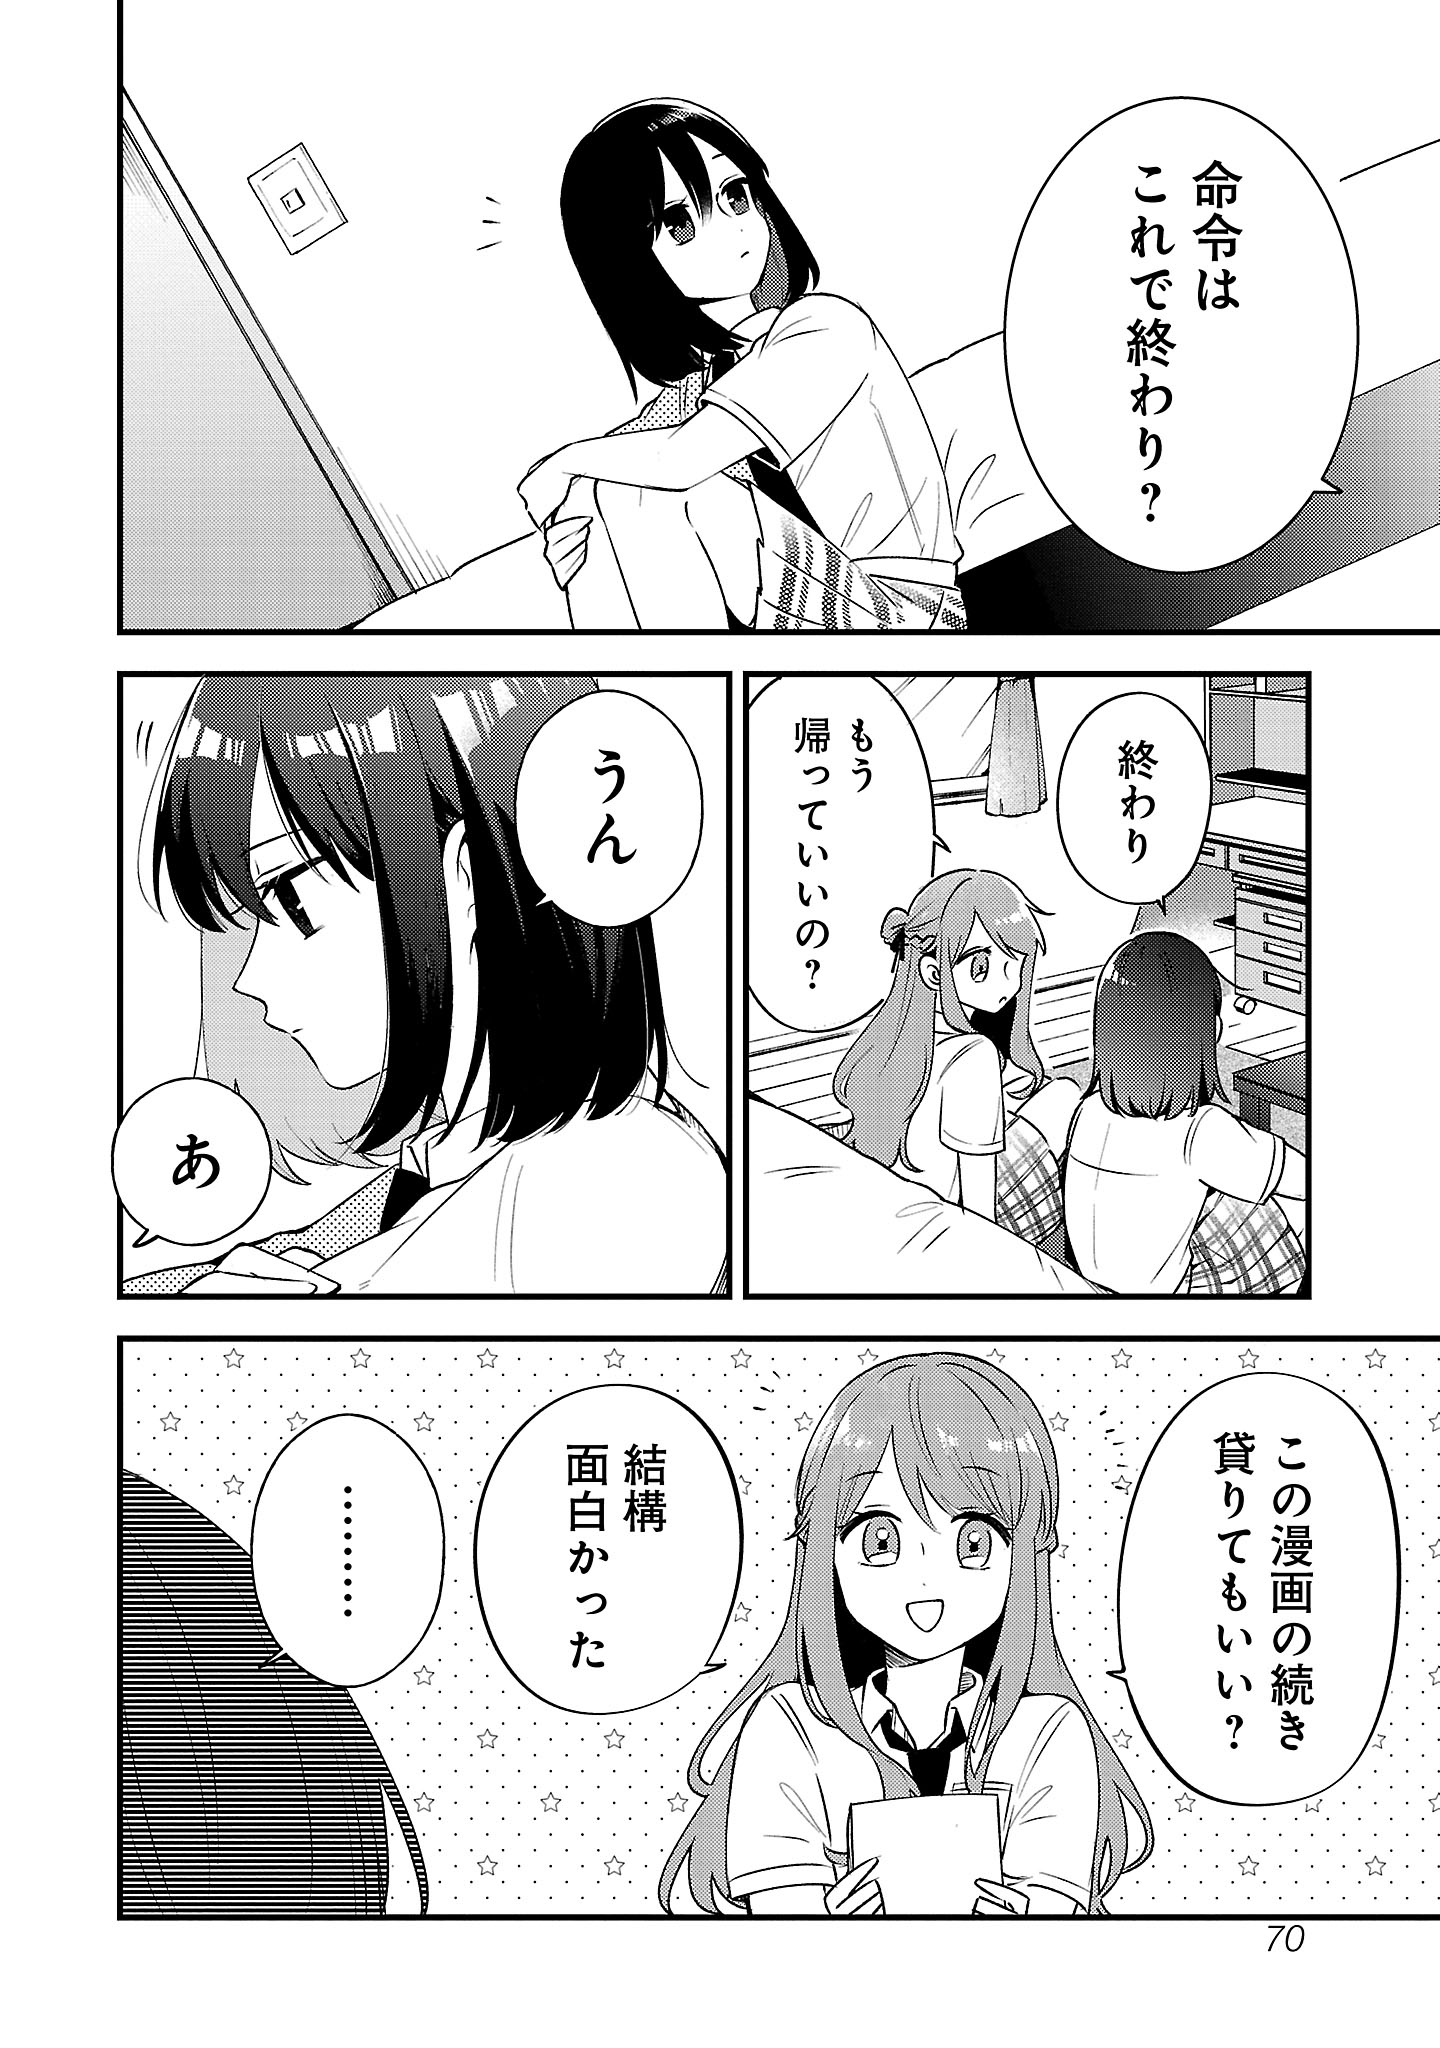 命令は
これで終わり？
終わり
もう
帰っていいの？
うん
あ
この漫画の続き
貸りてもいい？
結構
面白かった
………
70